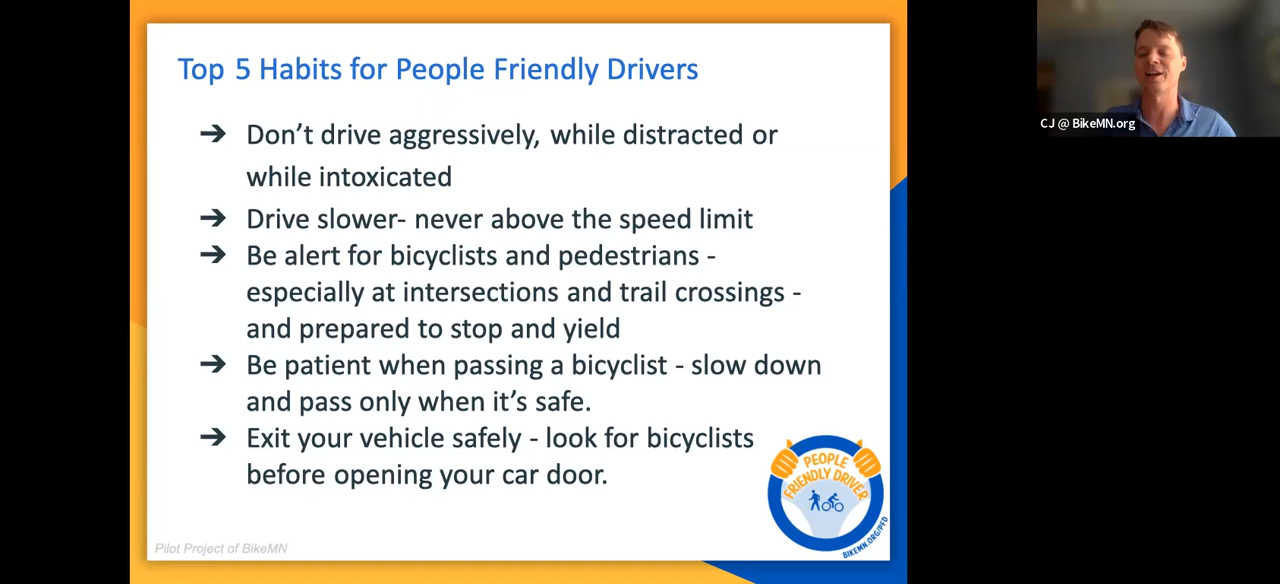 Top 5 Habits for People Friendly Drivers
➔ Don’t drive aggressively, while distracted or
while intoxicated
➔ Drive slower- never above the speed limit
➔ Be alert for bicyclists and pedestrians -
especially at intersections and trail crossings -
and prepared to stop and yield
➔ Be patient when passing a bicyclist - slow down
and pass only when it’s safe.
➔ Exit your vehicle safely - look for bicyclists
before opening your car door.
PEOPLE
FRIENDLY DRIVER
BIKEMN.ORG/PFD
Pilot Project of BikeMN
CJ @ BikeMN.org